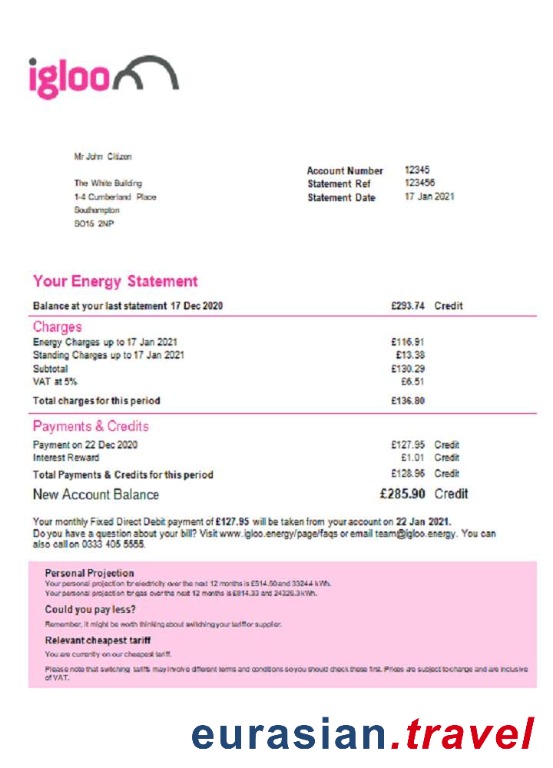 igloo
Mr John Citizen
The White Building
1-4 Cumberland Place
Southampton
SO15 2NP
Account Number 12345
Statement Ref 123456
Statement Date 17 Jan 2021
Your Energy Statement
Balance at your last statement 17 Dec 2020 £293.74 Credit
Charges
Energy Charges up to 17 Jan 2021 £116.91
Standing Charges up to 17 Jan 2021 £13.38
Subtotal £130.29
VAT at 5% £6.51
Total charges for this period £136.80
Payments & Credits
Payment on 22 Dec 2020 £127.95 Credit
Interest Reward £1.01 Credit
Total Payments & Credits for this period £128.96 Credit
New Account Balance £285.90 Credit
Your monthly Fixed Direct Debit payment of £127.95 will be taken from your account on 22 Jan 2021.
Do you have a question about your bill? Visit www.igloo.energy/page/faqs or email team@igloo.energy. You can
also call on 0333 405 5555.
Personal Projection
Your personal projection for electricity over the next 12 months is £514.50 and 3324.4 kWh.
Your personal projection for gas over the next 12 months is £814.33 and 24326.3 kWh.
Could you pay less?
Remember, it might be worth thinking about switching your tariff or supplier.
Relevant cheapest tariff
You are currently on our cheapest tariff.
Please note that switching tariffs may involve different terms and conditions so you should check these first. Prices are subject to change and are inclusive
of VAT.
eurasian.travel